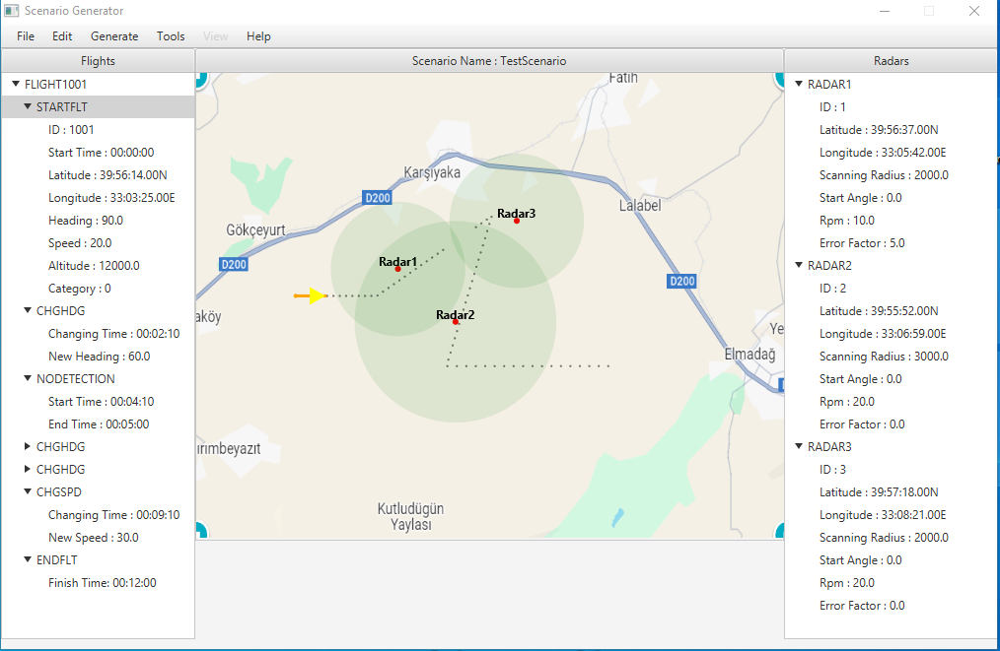 Scenario Generator
File Edit Generate Tools View Help
Flights
FLIGHT1001
STARTFLT
ID : 1001
Start Time : 00:00:00
Latitude : 39:56:14.00N
Longitude : 33:03:25.00E
Heading : 90.0
Speed : 20.0
Altitude : 12000.0
Category : 0
CHGHDG
Changing Time : 00:02:10
New Heading : 60.0
NODETECTION
Start Time : 00:04:10
End Time : 00:05:00
CHGHDG
CHGHDG
CHGSPD
Changing Time : 00:09:10
New Speed : 30.0
ENDFLT
Finish Time: 00:12:00
Scenario Name : TestScenario
Fatih
Karşıyaka
D200
Radar3
Lalabel
Gökçeyurt
D200
Radar1
D200
aköy
Radar2
Ye
Elmadağ
ırımbeyazıt
Kutludüğün
Yaylası
Radars
RADAR1
ID : 1
Latitude : 39:56:37.00N
Longitude : 33:05:42.00E
Scanning Radius : 2000.0
Start Angle : 0.0
Rpm : 10.0
Error Factor : 5.0
RADAR2
ID : 2
Latitude : 39:55:52.00N
Longitude : 33:06:59.00E
Scanning Radius : 3000.0
Start Angle : 0.0
Rpm : 20.0
Error Factor : 0.0
RADAR3
ID : 3
Latitude : 39:57:18.00N
Longitude : 33:08:21.00E
Scanning Radius : 2000.0
Start Angle : 0.0
Rpm : 20.0
Error Factor : 0.0